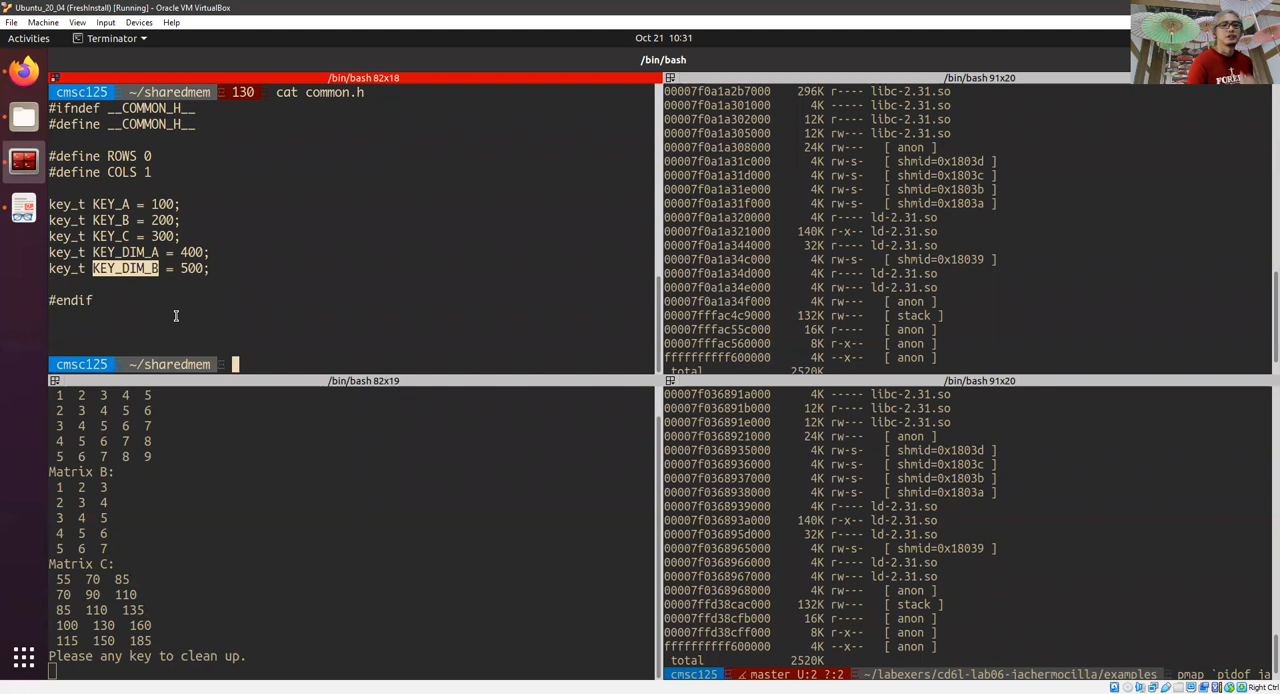 Ubuntu_20_04 (FreshInstall) [Running] - Oracle VM VirtualBox
File Machine View Input Devices Help
Activities Terminator Oct 21 10:31
/bin/bash
/bin/bash 82x18
cmsc125 ~/sharedmem 130 cat common.h
#ifndef __COMMON_H__
#define __COMMON_H__
#define ROWS 0
#define COLS 1
key_t KEY_A = 100;
key_t KEY_B = 200;
key_t KEY_C = 300;
key_t KEY_DIM_A = 400;
key_t KEY_DIM_B = 500;
#endif
cmsc125 ~/sharedmem
/bin/bash 91x20
00007f0a1a2b7000 296K r---- libc-2.31.so
00007f0a1a301000 4K ----- libc-2.31.so
00007f0a1a302000 12K r---- libc-2.31.so
00007f0a1a305000 12K rw--- libc-2.31.so
00007f0a1a308000 24K rw--- [ anon ]
00007f0a1a31c000 4K rw-s- [ shmid=0x1803d ]
00007f0a1a31d000 4K rw-s- [ shmid=0x1803c ]
00007f0a1a31e000 4K rw-s- [ shmid=0x1803b ]
00007f0a1a31f000 4K rw-s- [ shmid=0x1803a ]
00007f0a1a320000 4K r---- ld-2.31.so
00007f0a1a321000 140K r-x-- ld-2.31.so
00007f0a1a344000 32K r---- ld-2.31.so
00007f0a1a34c000 4K rw-s- [ shmid=0x18039 ]
00007f0a1a34d000 4K r---- ld-2.31.so
00007f0a1a34e000 4K rw--- ld-2.31.so
00007f0a1a34f000 4K rw--- [ anon ]
00007fffac4c9000 132K rw--- [ stack ]
00007fffac55c000 16K r---- [ anon ]
00007fffac560000 8K r-x-- [ anon ]
ffffffffff600000 4K --x-- [ anon ]
total 2520K
/bin/bash 82x19
1 2 3 4 5
2 3 4 5 6
3 4 5 6 7
4 5 6 7 8
5 6 7 8 9
Matrix B:
1 2 3
2 3 4
3 4 5
4 5 6
5 6 7
Matrix C:
55 70 85
70 90 110
85 110 135
100 130 160
115 150 185
Please any key to clean up.
/bin/bash 91x20
00007f036891a000 4K ----- libc-2.31.so
00007f036891b000 12K r---- libc-2.31.so
00007f036891e000 12K rw--- libc-2.31.so
00007f0368921000 24K rw--- [ anon ]
00007f0368935000 4K rw-s- [ shmid=0x1803d ]
00007f0368936000 4K rw-s- [ shmid=0x1803c ]
00007f0368937000 4K rw-s- [ shmid=0x1803b ]
00007f0368938000 4K rw-s- [ shmid=0x1803a ]
00007f0368939000 4K r---- ld-2.31.so
00007f036893a000 140K r-x-- ld-2.31.so
00007f036895d000 32K r---- ld-2.31.so
00007f0368965000 4K rw-s- [ shmid=0x18039 ]
00007f0368966000 4K r---- ld-2.31.so
00007f0368967000 4K rw--- ld-2.31.so
00007f0368968000 4K rw--- [ anon ]
00007ffd38cac000 132K rw--- [ stack ]
00007ffd38cfb000 16K r---- [ anon ]
00007ffd38cff000 8K r-x-- [ anon ]
ffffffffff600000 4K --x-- [ anon ]
total 2520K
cmsc125 master U:2 ?:2 ~/labexers/cd6l-lab06-jachermocilla/examples pmap `pidof ja
Right Ctrl